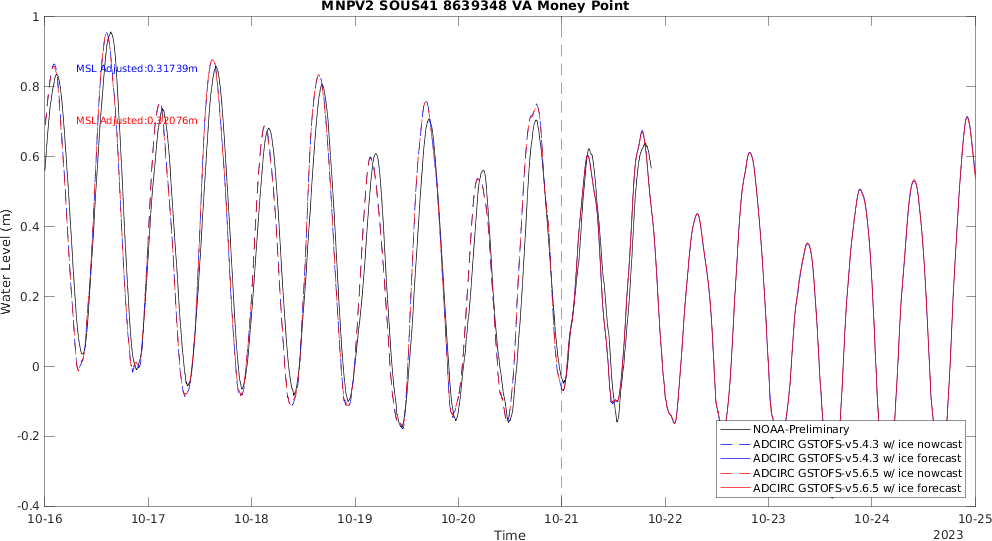 MNPV2 SOUS41 8639348 VA Money Point
1
0.8
0.6
0.4
0.2
0
-0.2
-0.4
Water Level (m)
MSL Adjusted:0.31739m
MSL Adjusted:0.32076m
NOAA-Preliminary
ADCIRC GSTOFS-v5.4.3 w/ ice nowcast
ADCIRC GSTOFS-v5.4.3 w/ ice forecast
ADCIRC GSTOFS-v5.6.5 w/ ice nowcast
ADCIRC GSTOFS-v5.6.5 w/ ice forecast
10-16 10-17 10-18 10-19 10-20 10-21 10-22 10-23 10-24 10-25
Time
2023